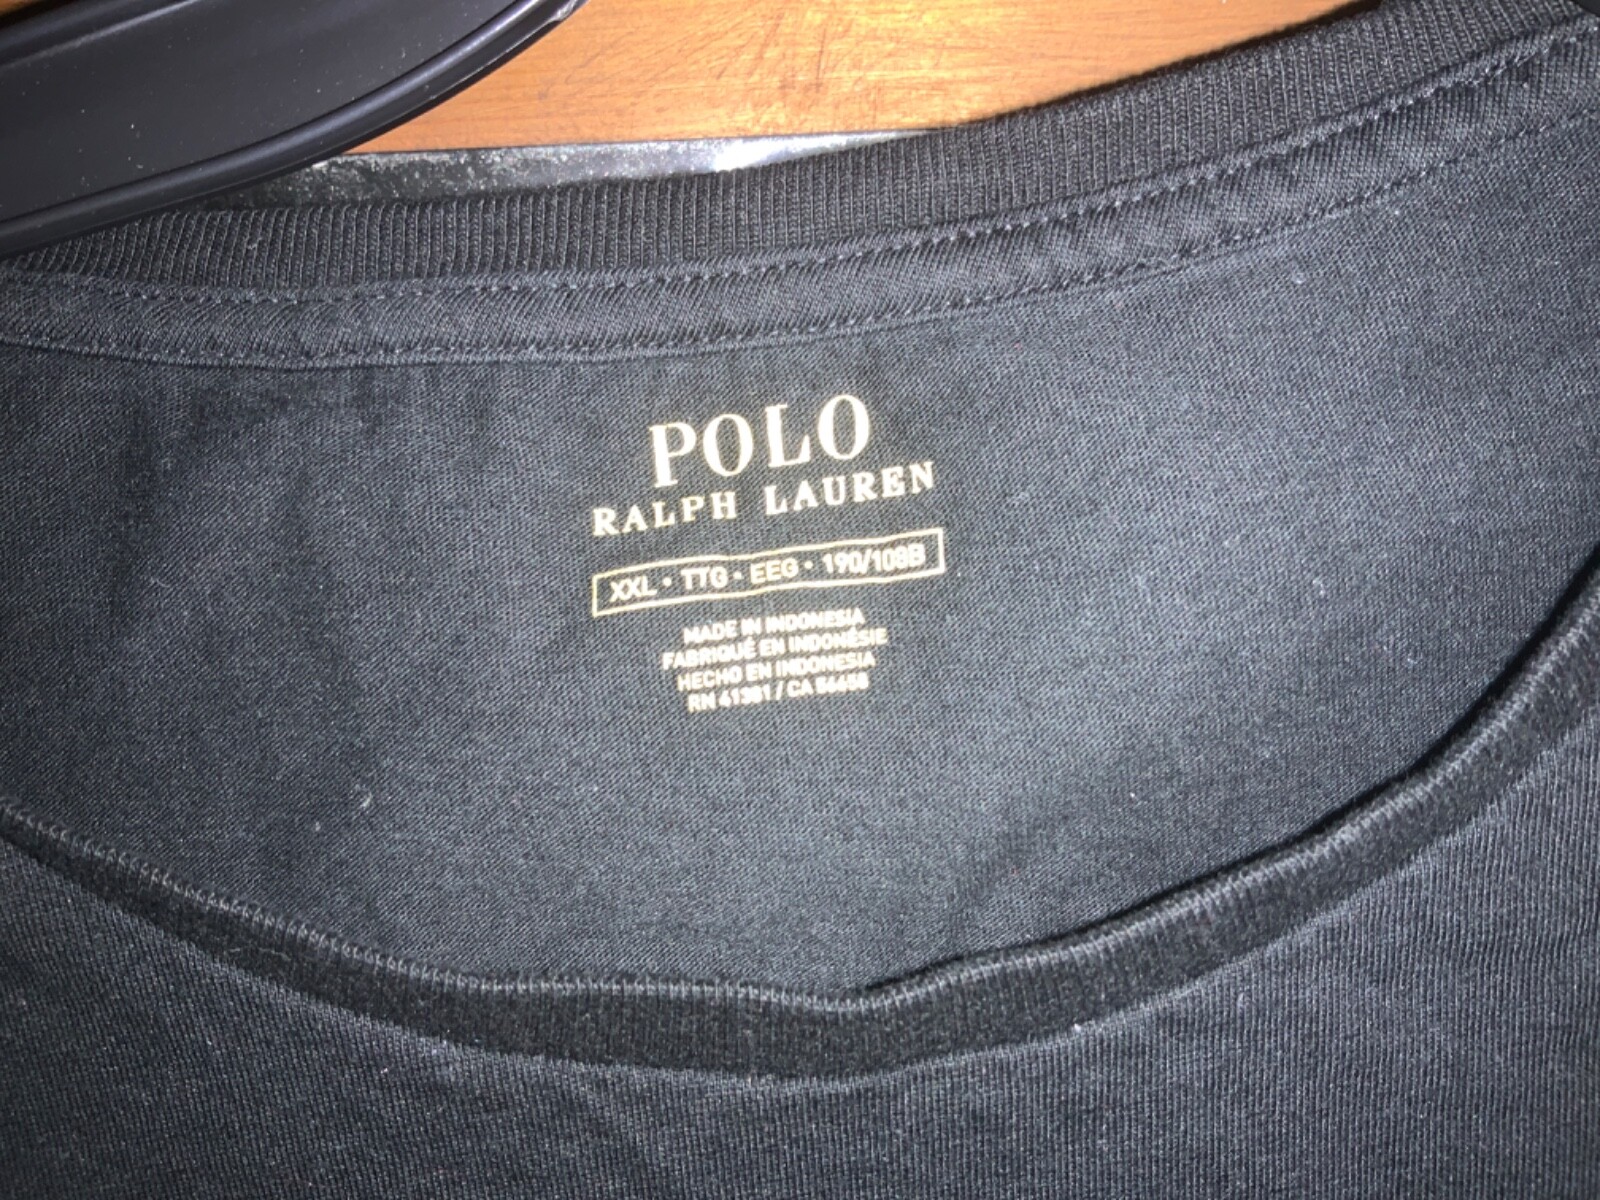 POLO
RALPH LAUREN
XXL • TTG • EEG • 190/108B
MADE IN INDONESIA
FABRIQUÉ EN INDONÉSIE
HECHO EN INDONESIA
RN 41381 / CA